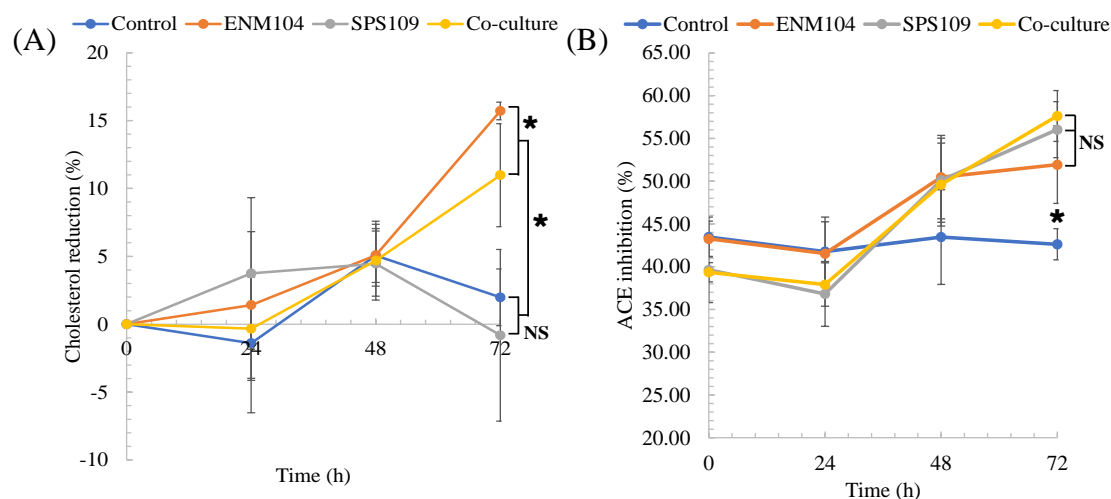 (A)
Control ENM104 SPS109 Co-culture
20
15
10
5
0
-5
-10
Cholesterol reduction (%)
0 24 48 72
Time (h)
*
*
NS
(B)
Control ENM104 SPS109 Co-culture
65.00
60.00
55.00
50.00
45.00
40.00
35.00
30.00
25.00
20.00
ACE inhibition (%)
0 24 48 72
Time (h)
NS
*